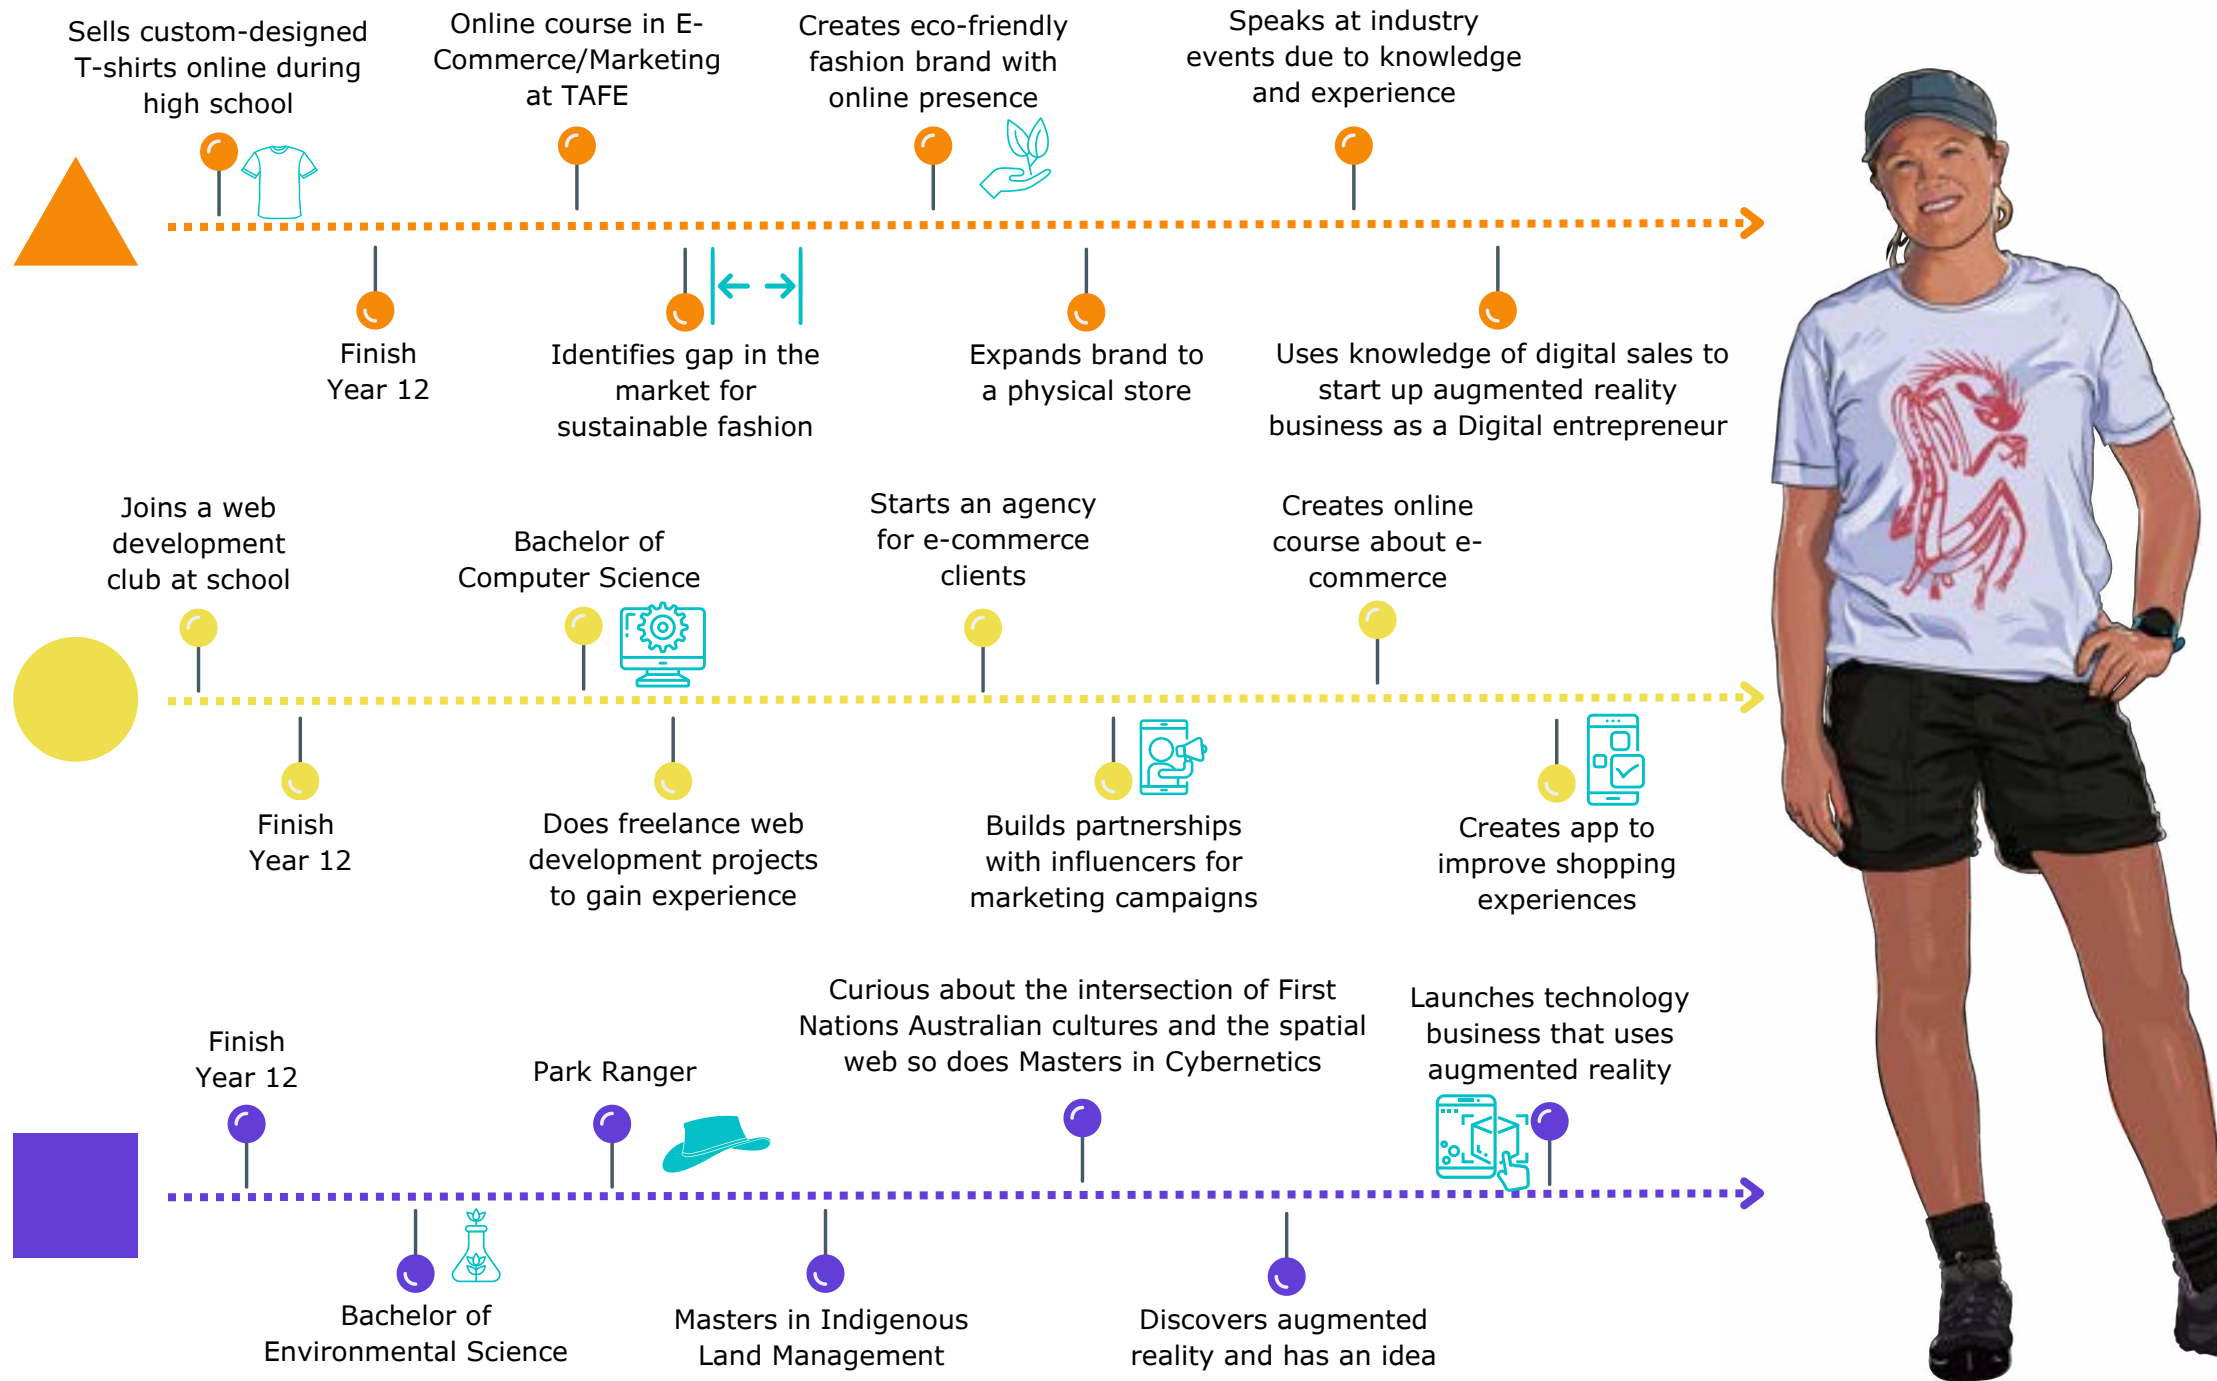 Sells custom-designed
T-shirts online during
high school
Online course in E-
Commerce/Marketing
at TAFE
Creates eco-friendly
fashion brand with
online presence
Speaks at industry
events due to knowledge
and experience
Finish
Year 12
Identifies gap in the
market for
sustainable fashion
Expands brand to
a physical store
Uses knowledge of digital sales to
start up augmented reality
business as a Digital entrepreneur
Joins a web
development
club at school
Bachelor of
Computer Science
Starts an agency
for e-commerce
clients
Creates online
course about e-
commerce
Finish
Year 12
Does freelance web
development projects
to gain experience
Builds partnerships
with influencers for
marketing campaigns
Creates app to
improve shopping
experiences
Finish
Year 12
Park Ranger
Curious about the intersection of First
Nations Australian cultures and the spatial
web so does Masters in Cybernetics
Launches technology
business that uses
augmented reality
Bachelor of
Environmental Science
Masters in Indigenous
Land Management
Discovers augmented
reality and has an idea